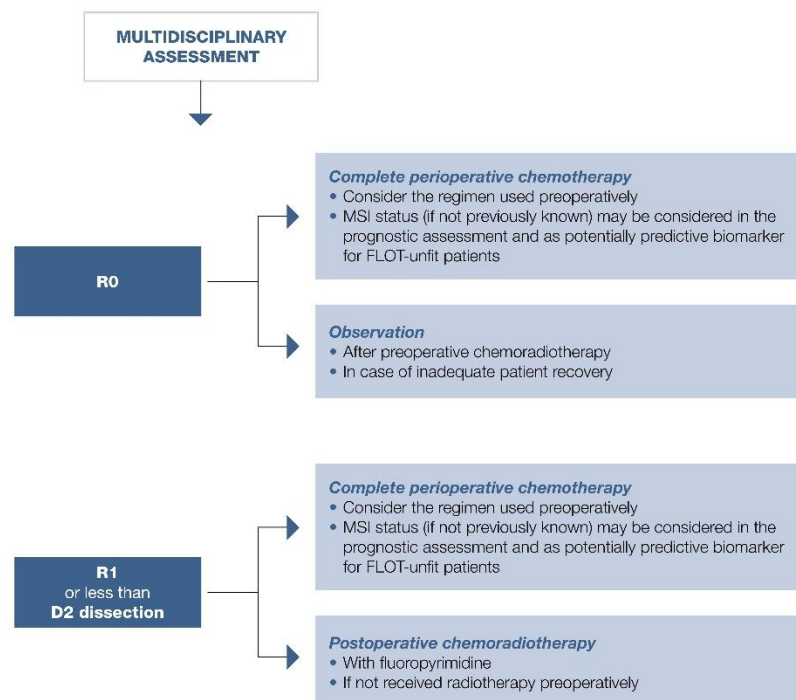 MULTIDISCIPLINARY
ASSESSMENT
R0
Complete perioperative chemotherapy
• Consider the regimen used preoperatively
• MSI status (if not previously known) may be considered in the
prognostic assessment and as potentially predictive biomarker
for FLOT-unfit patients
Observation
• After preoperative chemoradiotherapy
• In case of inadequate patient recovery
R1
or less than
D2 dissection
Complete perioperative chemotherapy
• Consider the regimen used preoperatively
• MSI status (if not previously known) may be considered in the
prognostic assessment and as potentially predictive biomarker
for FLOT-unfit patients
Postoperative chemoradiotherapy
• With fluoropyrimidine
• If not received radiotherapy preoperatively